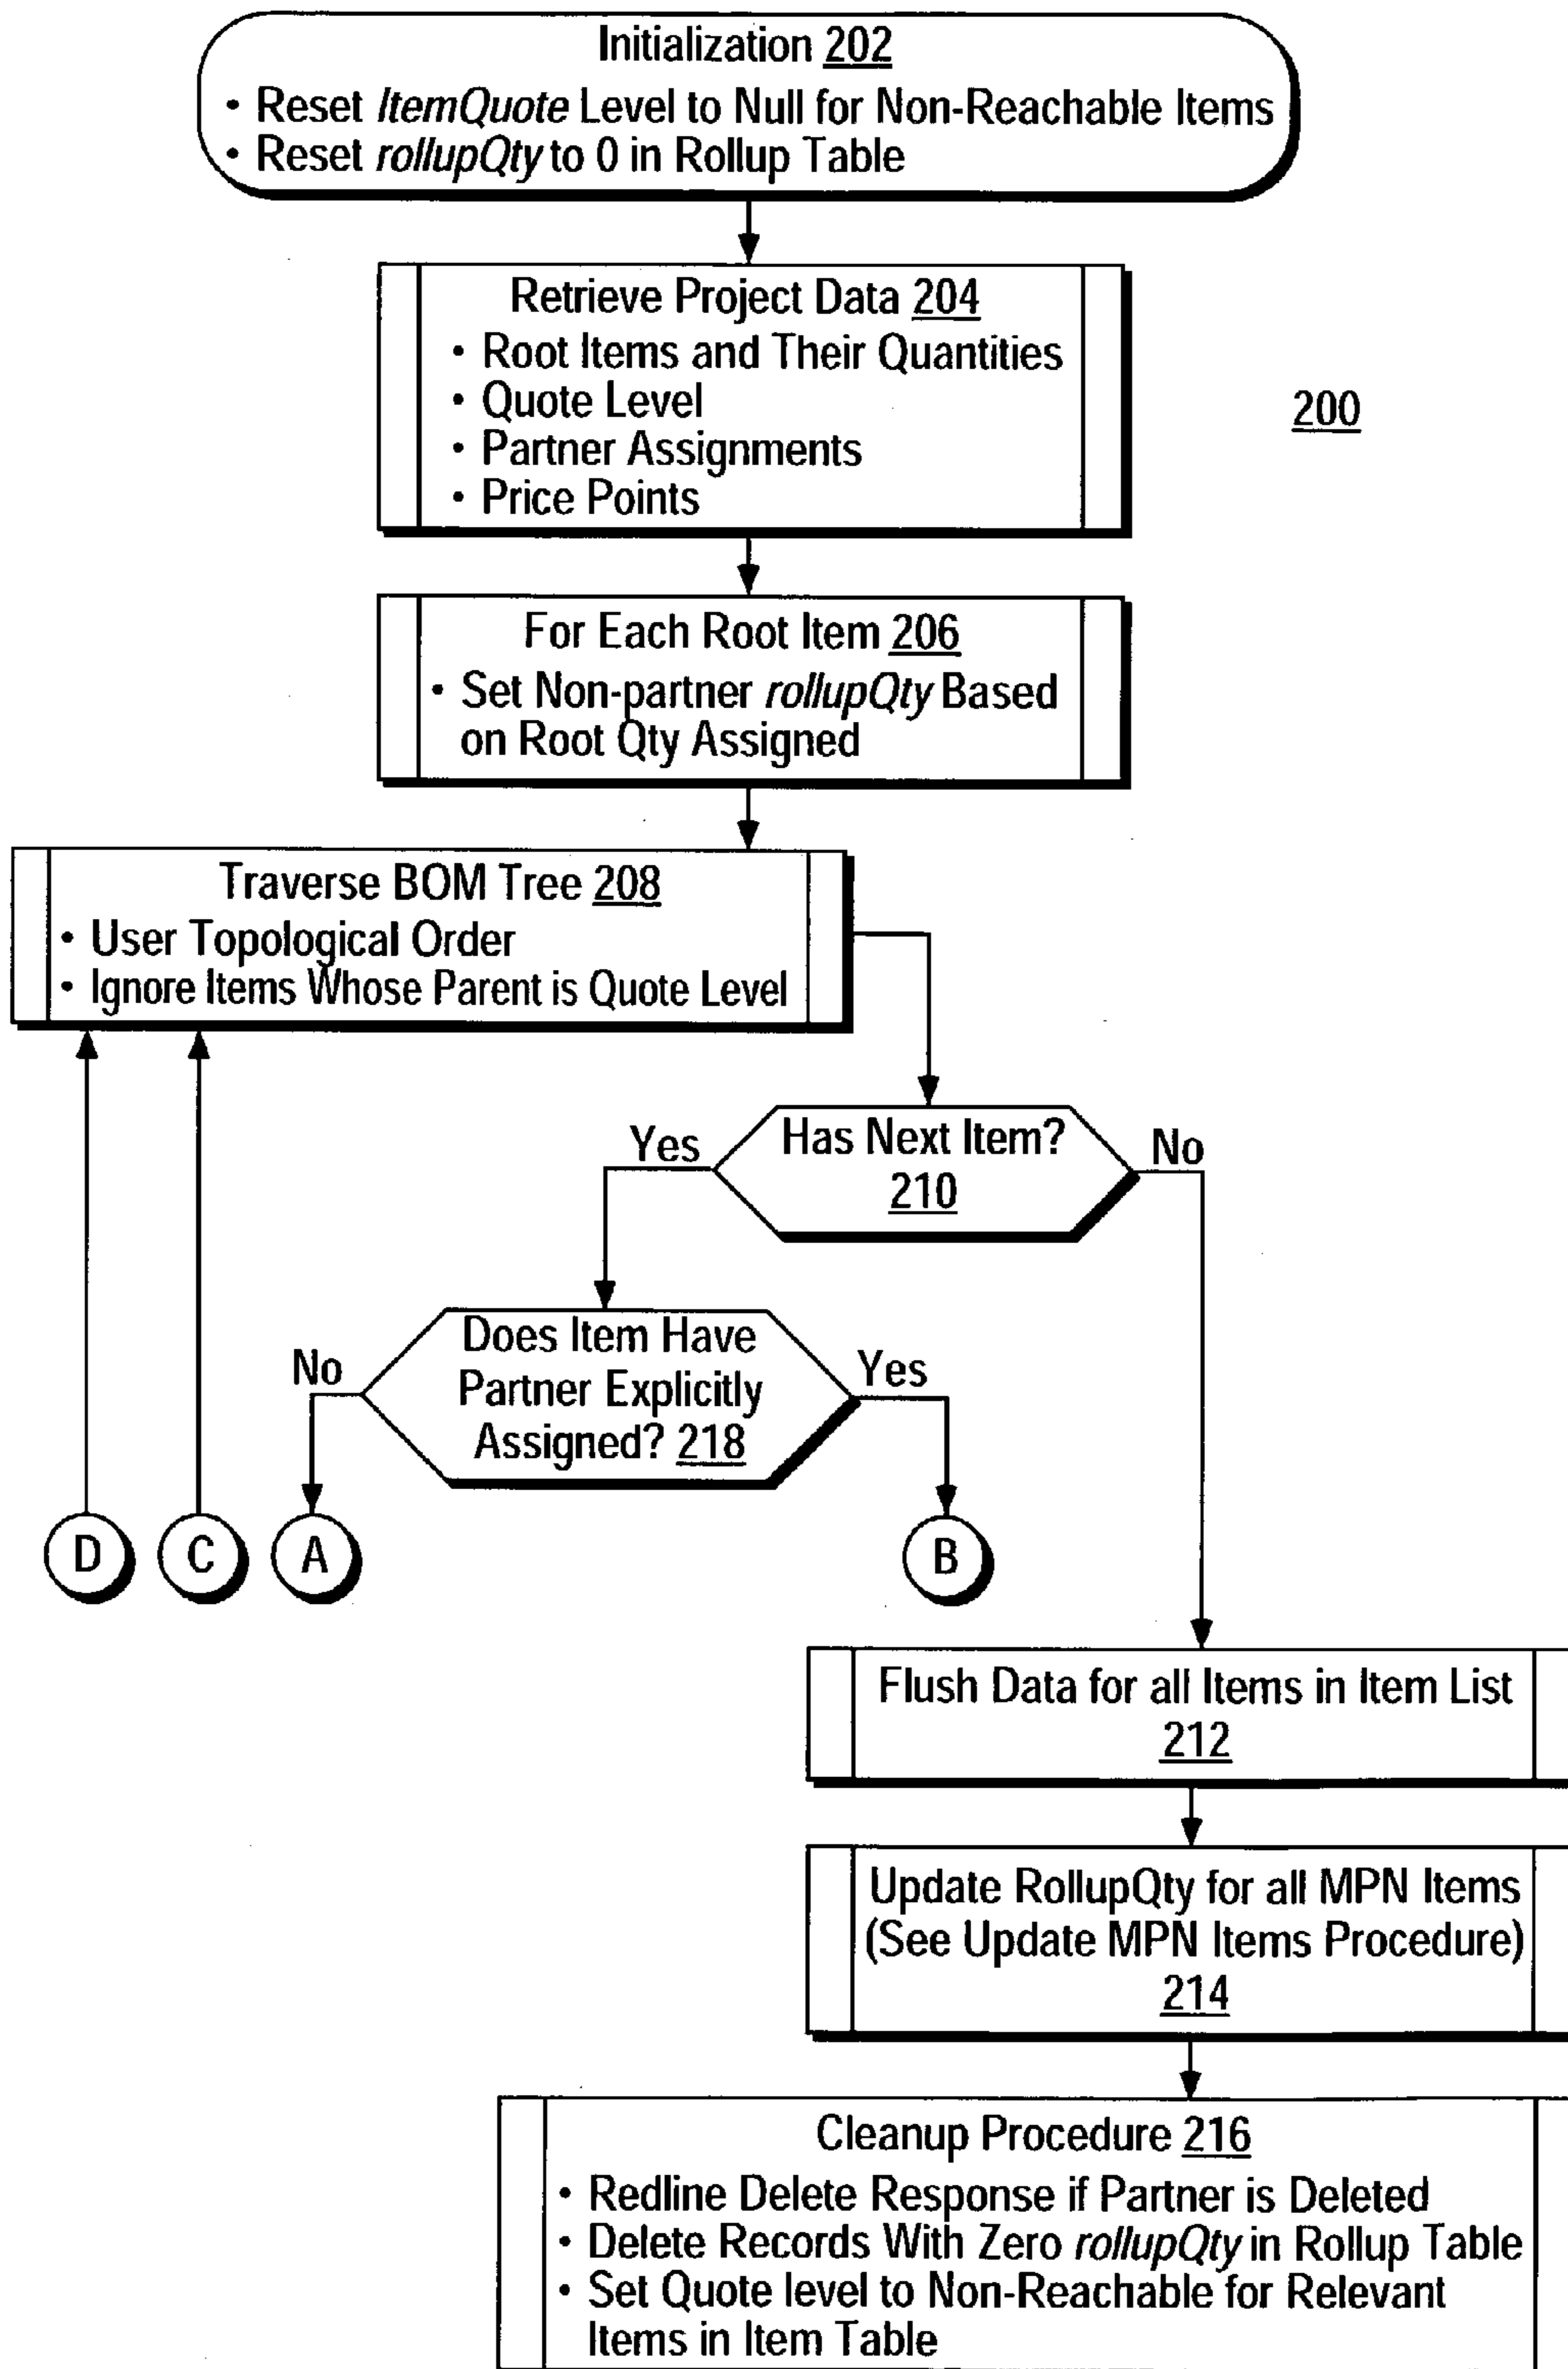 Initialization 202
• Reset ItemQuote Level to Null for Non-Reachable Items
• Reset rollupQty to 0 in Rollup Table
Retrieve Project Data 204
• Root Items and Their Quantities
• Quote Level
• Partner Assignments
• Price Points
200
For Each Root Item 206
• Set Non-partner rollupQty Based
on Root Qty Assigned
Traverse BOM Tree 208
• User Topological Order
• Ignore Items Whose Parent is Quote Level
Has Next Item?
210
Yes
No
Does Item Have
Partner Explicitly
Assigned? 218
No
Yes
D
C
A
B
Flush Data for all Items in Item List
212
Update RollupQty for all MPN Items
(See Update MPN Items Procedure)
214
Cleanup Procedure 216
• Redline Delete Response if Partner is Deleted
• Delete Records With Zero rollupQty in Rollup Table
• Set Quote level to Non-Reachable for Relevant
Items in Item Table